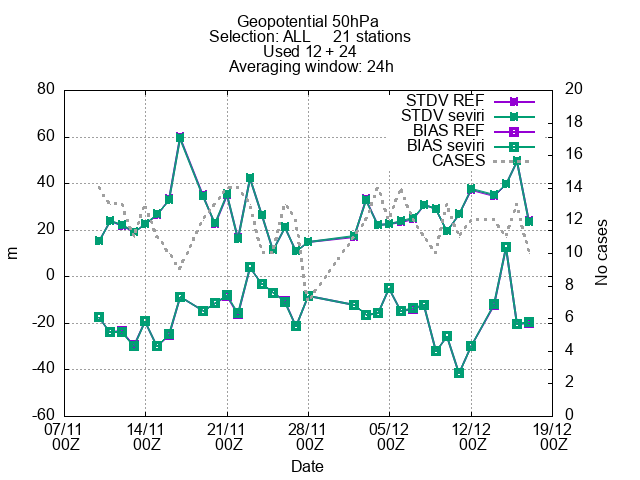 Geopotential 50hPa
Selection: ALL 21 stations
Used 12 + 24
Averaging window: 24h
STDV REF
STDV seviri
BIAS REF
BIAS seviri
CASES
80
60
40
20
0
-20
-40
-60
m
20
18
16
14
12
10
8
6
4
2
0
No cases
07/11 14/11 21/11 28/11 05/12 12/12 19/12
00Z 00Z 00Z 00Z 00Z 00Z 00Z
Date